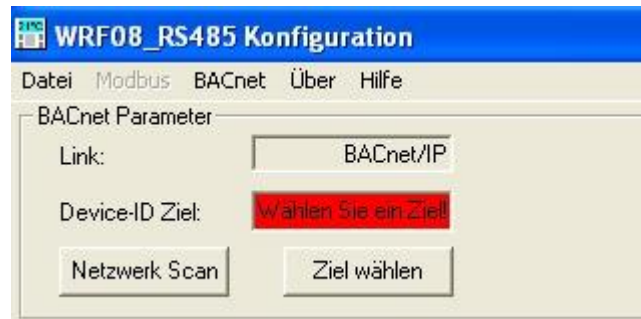 WRF08_RS485 Konfiguration
Datei Modbus BACnet Über Hilfe
BACnet Parameter
Link: BACnet/IP
Device-ID Ziel: Wählen Sie ein Ziel!
Netzwerk Scan Ziel wählen